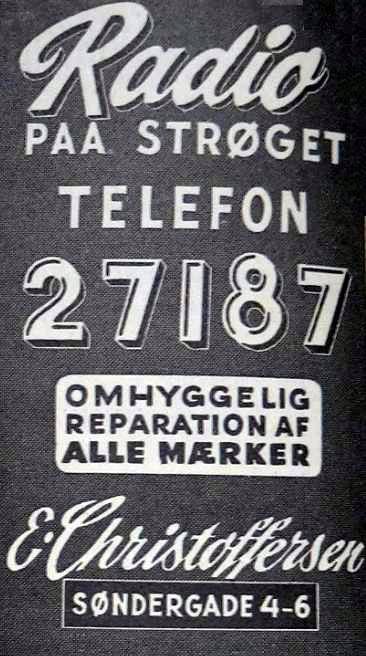 Radio
PAA STRØGET
TELEFON
27187
OMHYGGELIG
REPARATION AF
ALLE MÆRKER
E. Christoffersen
SØNDERGADE 4-6